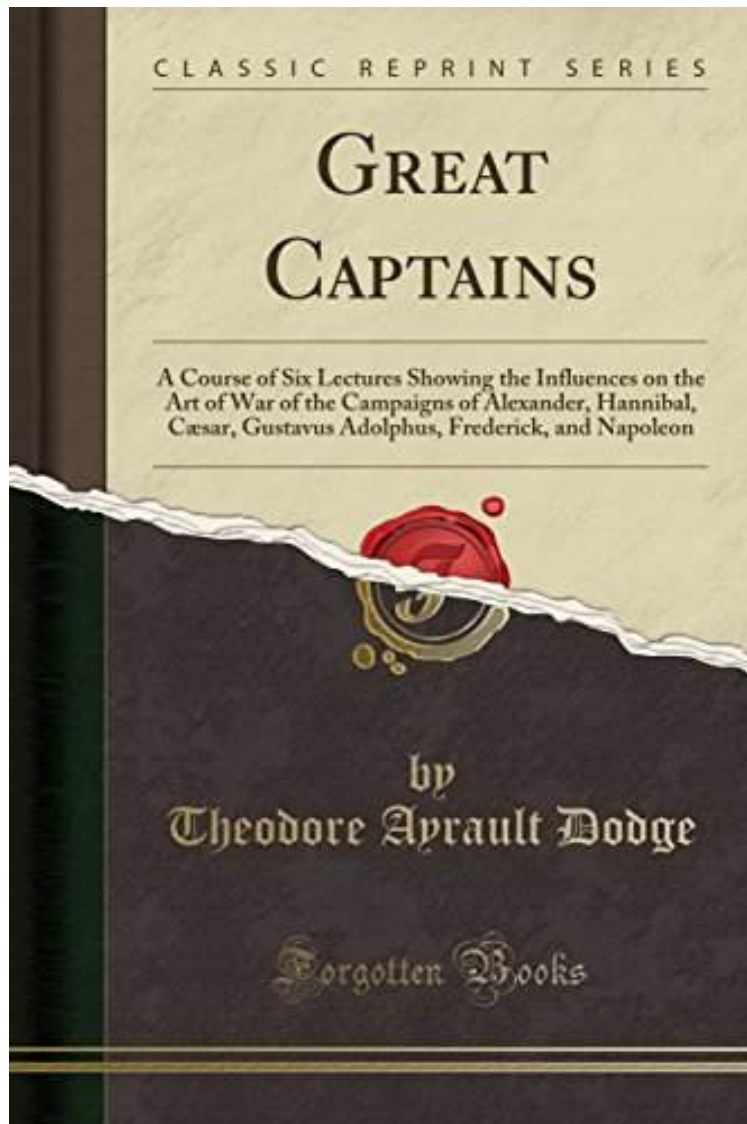 CLASSIC REPRINT SERIES
GREAT
CAPTAINS
A Course of Six Lectures Showing the Influences on the
Art of War of the Campaigns of Alexander, Hannibal,
Cæsar, Gustavus Adolphus, Frederick, and Napoleon
F
by
Theodore Ayrault Dodge
Forgotten Books